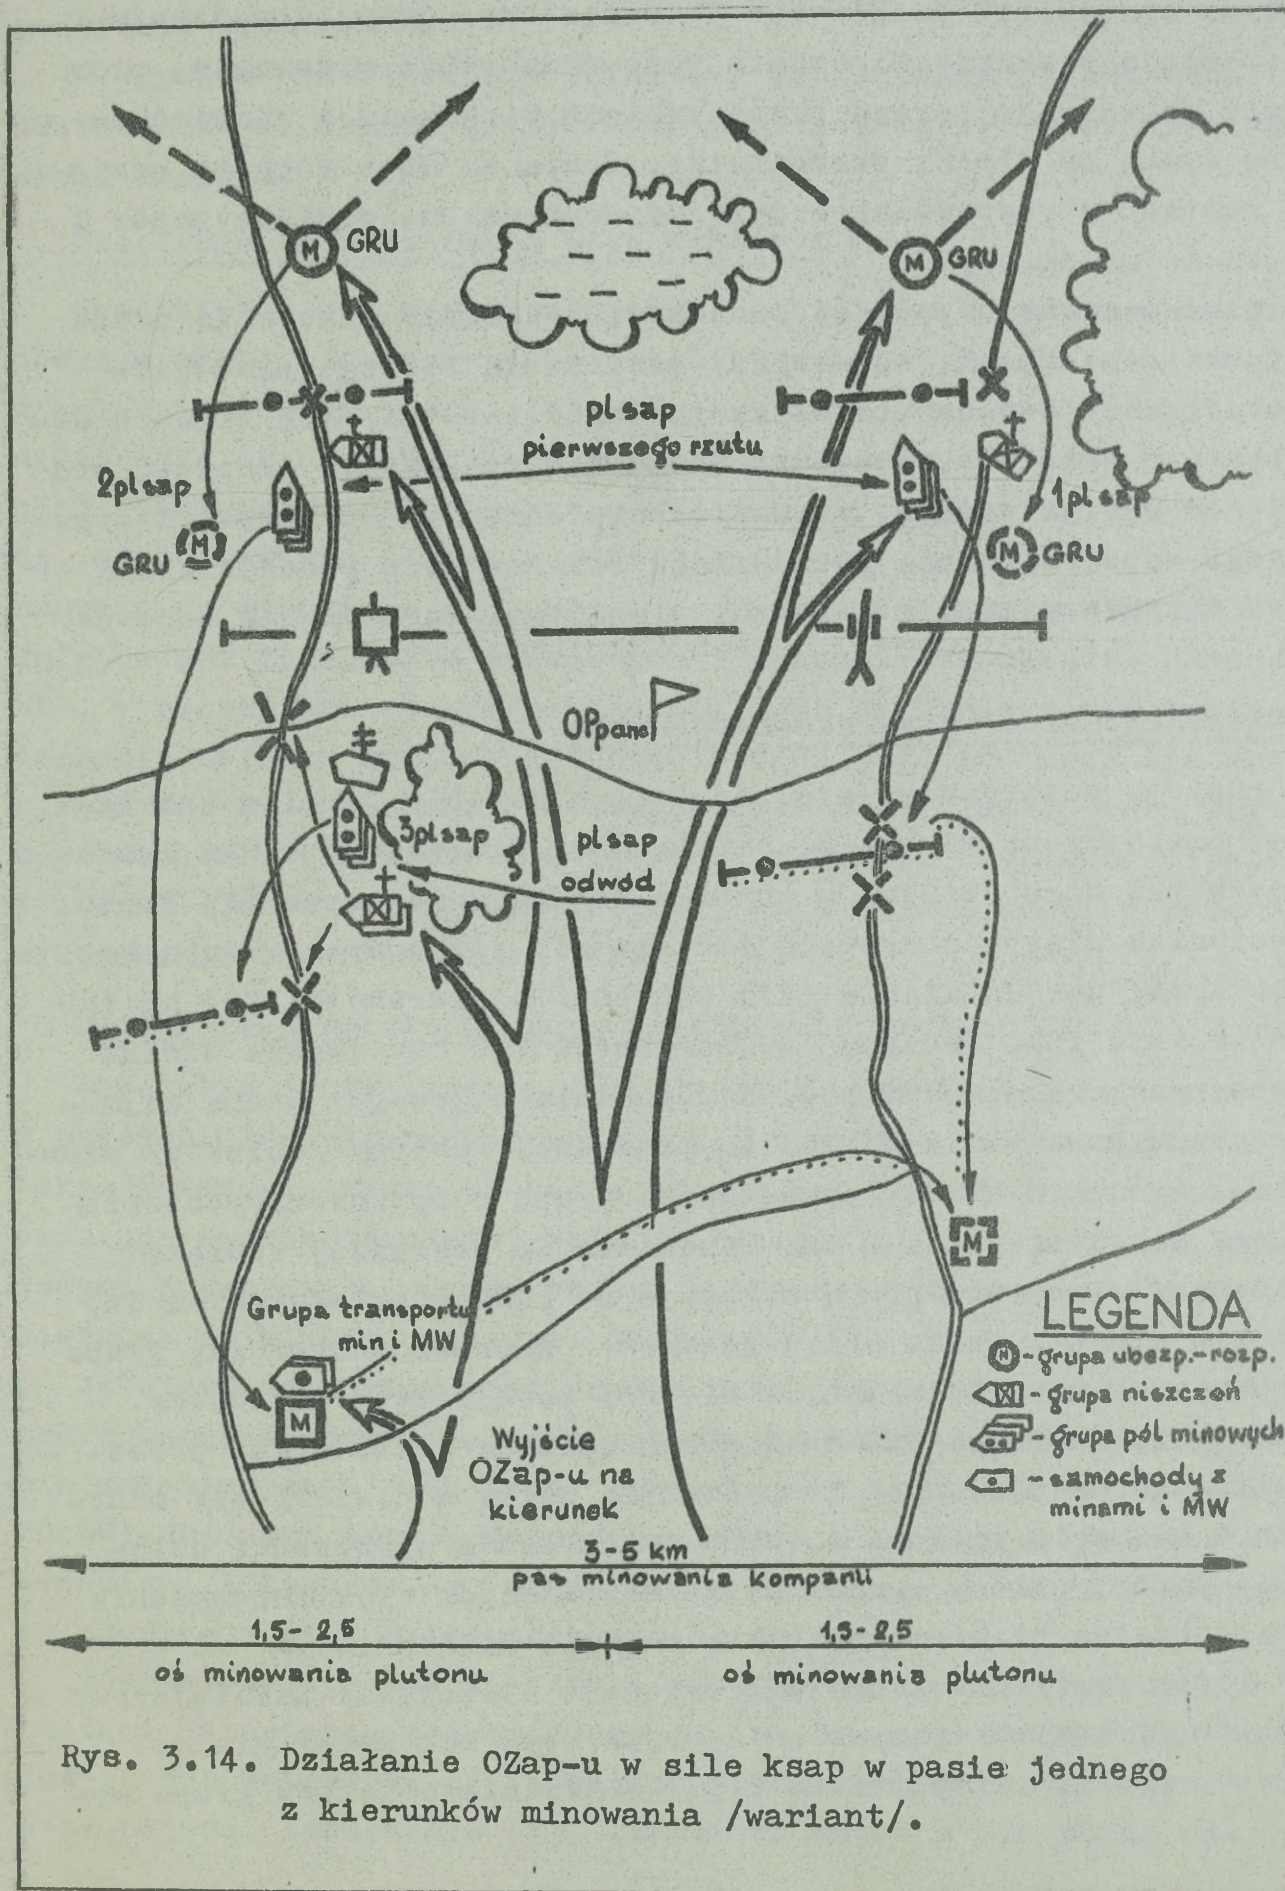 M GRU
M GRU
pl sap
pierwszego rzutu
2pl sap
1pl sap
M
GRU
M GRU
OPpanc
3pl sap
pl sap
odwód
M
Grupa transportu
min i MW
M
Wyjście
OZap-u na
kierunek
LEGENDA
M - grupa ubezp.-rozp.
- grupa niszczeń
- grupa pól minowych
- samochody z
minami i MW
3-5 km
pas minowania kompanii
1,5-2,5
1,5-2,5
oś minowania plutonu
oś minowania plutonu
Rys. 3.14. Działanie OZap-u w sile ksap w pasie jednego
z kierunków minowania /wariant/.